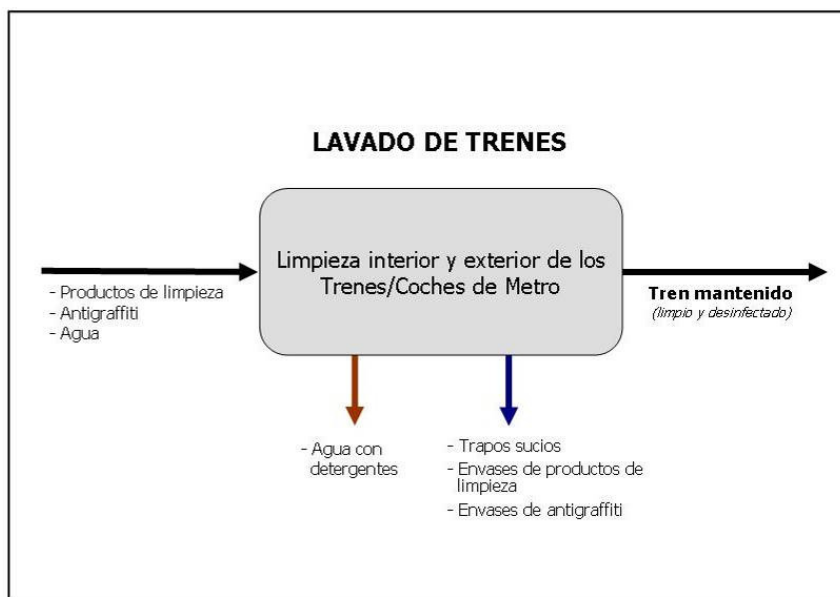 LAVADO DE TRENES
Limpieza interior y exterior de los
Trenes/Coches de Metro
- Productos de limpieza
- Antigraffiti
- Agua
Tren mantenido
(limpio y desinfectado)
- Agua con
detergentes
- Trapos sucios
- Envases de productos de
limpieza
- Envases de antigraffiti